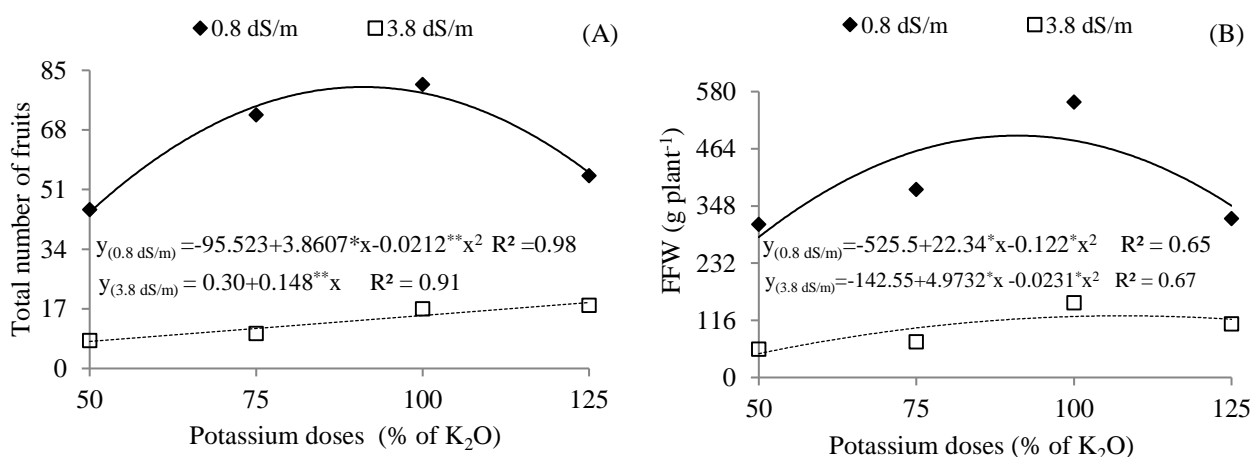 ◆ 0.8 dS/m □ 3.8 dS/m (A)
Total number of fruits
85
68
51
34
17
0
y(0.8 dS/m) =-95.523+3.8607*x-0.0212**x² R² =0.98
y(3.8 dS/m) = 0.30+0.148**x R² = 0.91
50 75 100 125
Potassium doses (% of K₂O)
◆ 0.8 dS/m □ 3.8 dS/m (B)
FFW (g plant⁻¹)
580
464
348
232
116
0
y(0.8 dS/m) =-525.5+22.34*x-0.122*x² R² = 0.65
y(3.8 dS/m)=-142.55+4.9732*x -0.0231*x² R² = 0.67
50 75 100 125
Potassium doses (% of K₂O)